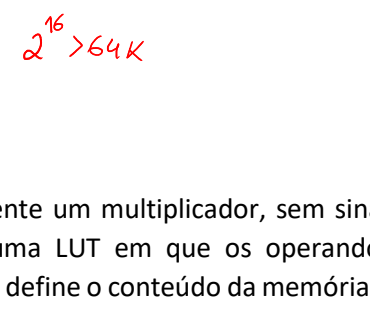 2^16 > 64K
ente um multiplicador, sem sina
uma LUT em que os operando
define o conteúdo da memória